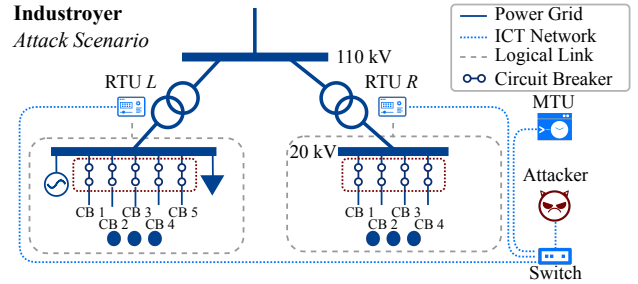 Industroyer
Attack Scenario
110 kV
Power Grid
ICT Network
Logical Link
Circuit Breaker
RTU L
RTU R
MTU
20 kV
Attacker
CB 1 CB 3 CB 5
CB 2 CB 4
CB 1 CB 3
CB 2 CB 4
Switch